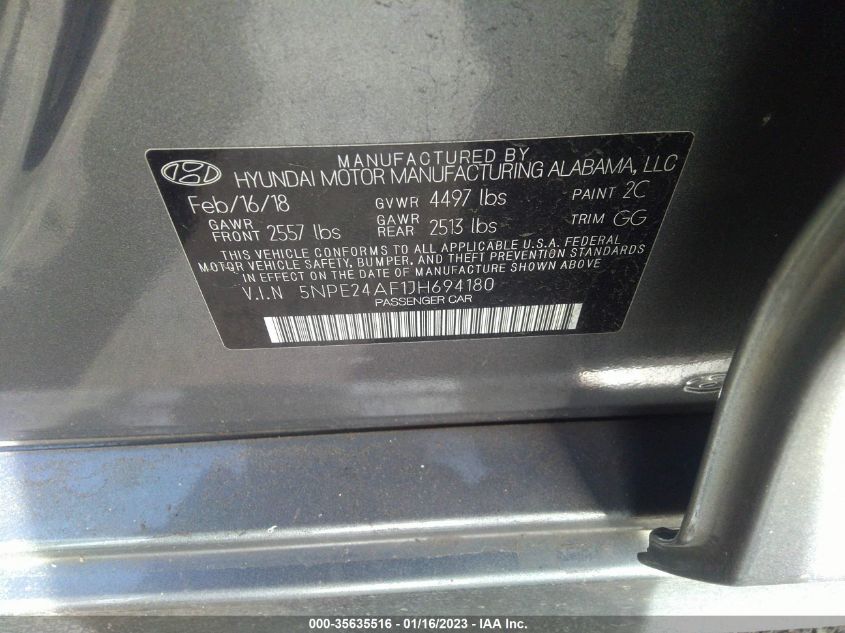 MANUFACTURED BY
HYUNDAI MOTOR MANUFACTURING ALABAMA, LLC
Feb/16/18 GVWR 4497 lbs PAINT 2C
GAWR FRONT 2557 lbs GAWR REAR 2513 lbs TRIM GG
THIS VEHICLE CONFORMS TO ALL APPLICABLE U.S.A. FEDERAL
MOTOR VEHICLE SAFETY, BUMPER, AND THEFT PREVENTION STANDARDS
IN EFFECT ON THE DATE OF MANUFACTURE SHOWN ABOVE
V.I.N 5NPE24AF1JH694180
PASSENGER CAR
000-35635516 - 01/16/2023 - IAA Inc.